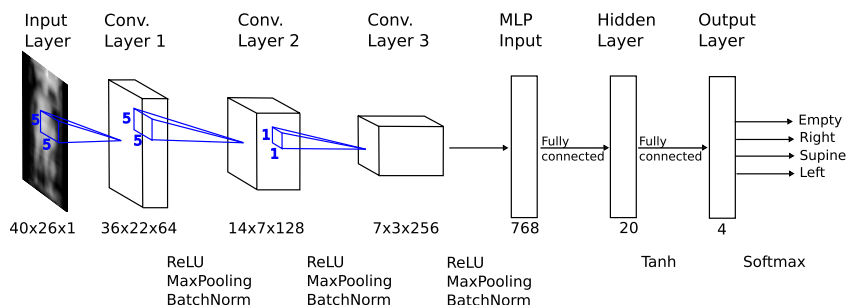 Input
Layer
Conv.
Layer 1
Conv.
Layer 2
Conv.
Layer 3
MLP
Input
Hidden
Layer
Output
Layer
5
5
5
5
1
1
Fully
connected
Fully
connected
Empty
Right
Supine
Left
40x26x1
36x22x64
14x7x128
7x3x256
768
20
4
ReLU
MaxPooling
BatchNorm
ReLU
MaxPooling
BatchNorm
ReLU
MaxPooling
BatchNorm
Tanh
Softmax